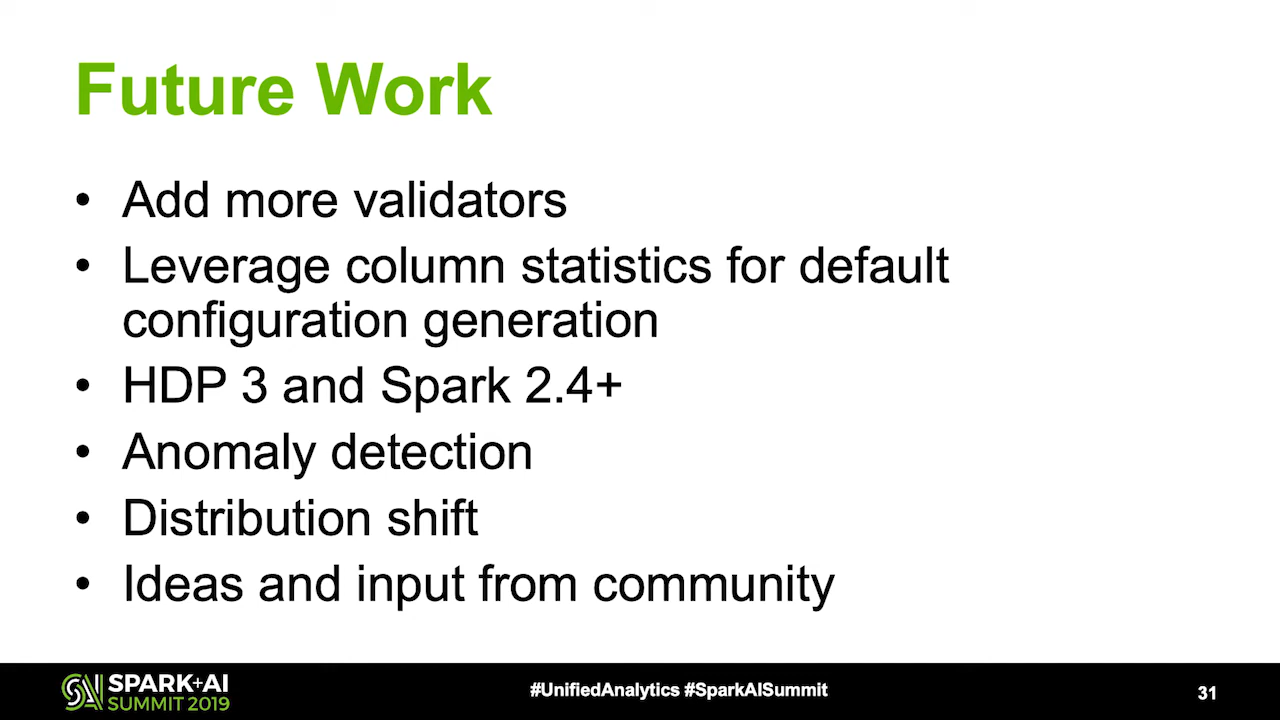 Future Work
• Add more validators
• Leverage column statistics for default
configuration generation
• HDP 3 and Spark 2.4+
• Anomaly detection
• Distribution shift
• Ideas and input from community
SPARK+AI
SUMMIT 2019
#UnifiedAnalytics #SparkAISummit
31